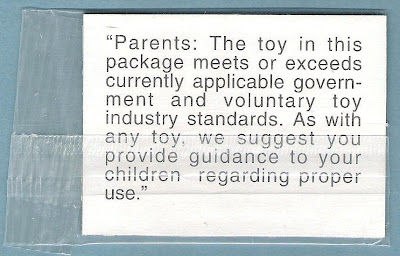 “Parents: The toy in this
package meets or exceeds
currently applicable govern-
ment and voluntary toy
industry standards. As with
any toy, we suggest you
provide guidance to your
children regarding proper
use.”